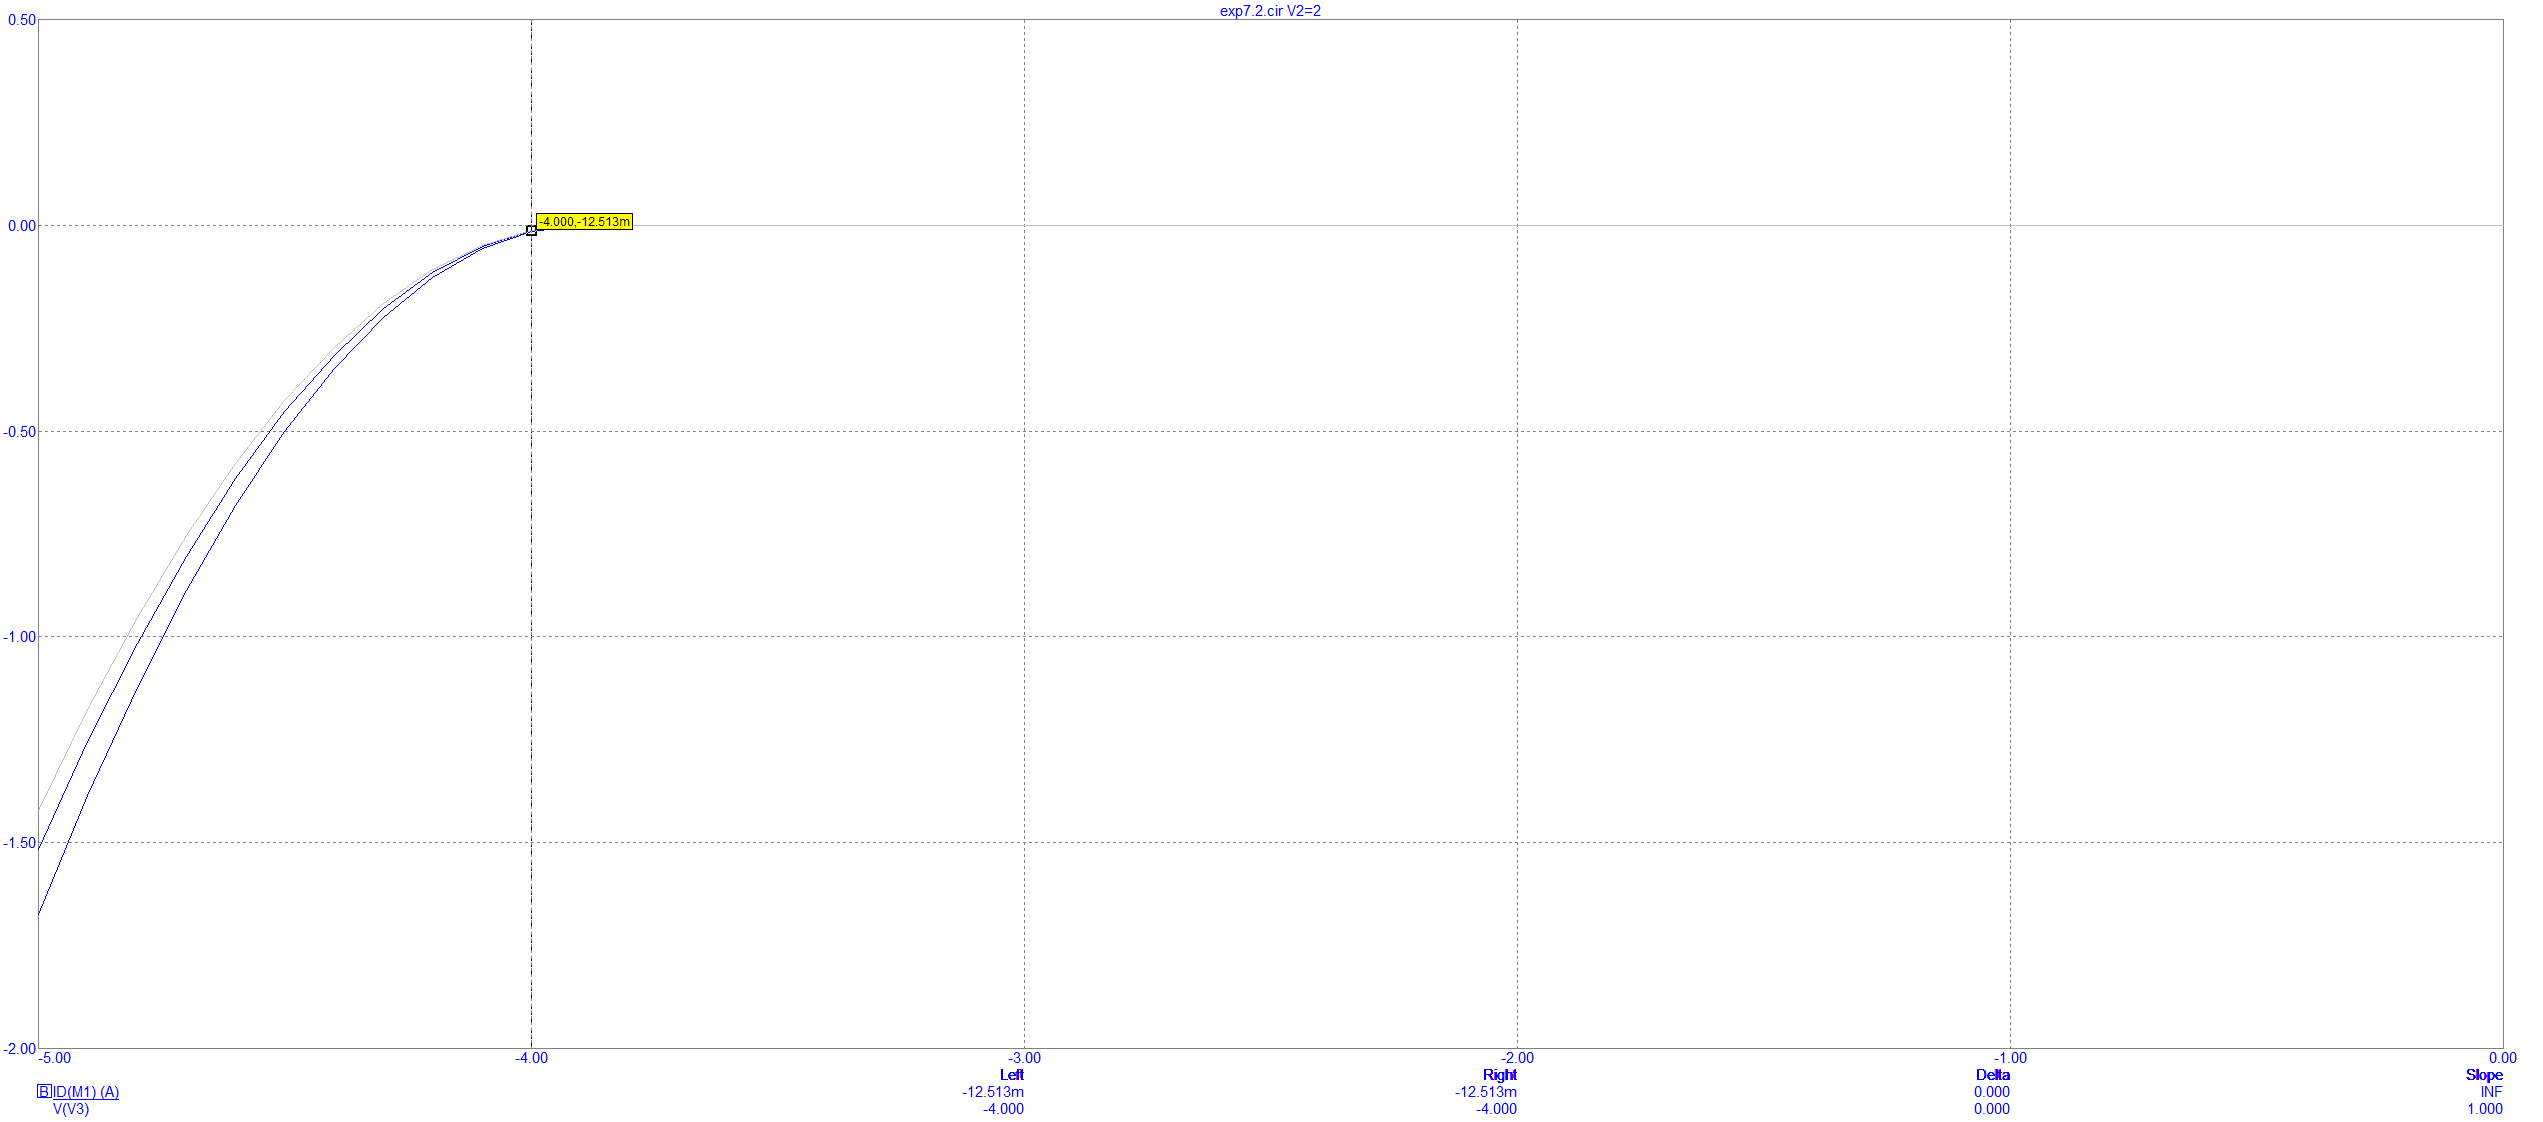 exp7.2.cir V2=2
0.50
0.00
-4.000,-12.513m
-0.50
-1.00
-1.50
-2.00
-5.00 -4.00 -3.00 -2.00 -1.00 0.00
Left Right Delta Slope
B ID(M1) (A) -12.513m -12.513m 0.000 INF
V(V3) -4.000 -4.000 0.000 1.000